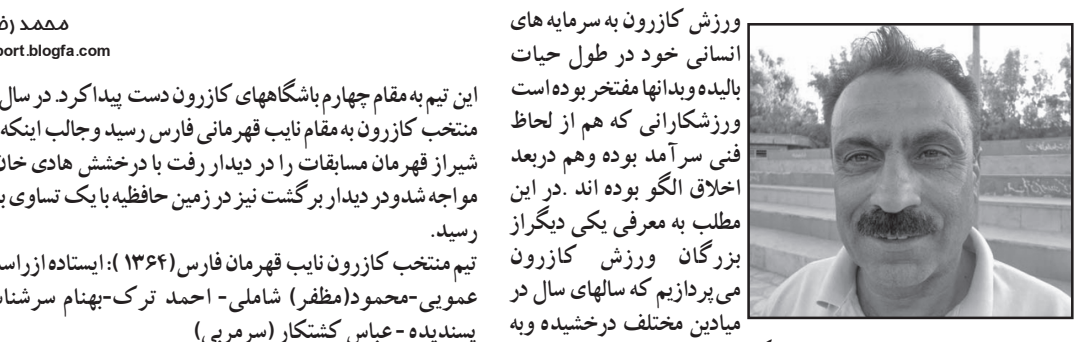 ورزش کازرون به سرمایه های
انسانی خود در طول حیات
بالیده وبدانها مفتخر بوده است
ورزشکارانی که هم از لحاظ
فنی سرآمد بوده وهم دربعد
اخلاق الگو بوده اند .در این
مطلب به معرفی یکی دیگراز
بزرگان ورزش کازرون
می پردازیم که سالهای سال در
میادین مختلف درخشیده وبه
محمد
port.blogfa.com
این تیم به مقام چهارم باشگاههای کازرون دست پیداکرد. در سال
منتخب کازرون به مقام نایب قهرمانی فارس رسید وجالب اینکه
شیراز قهرمان مسابقات را در دیدار رفت با درخشش هادی خان
مواجه شدودر دیدار برگشت نیز در زمین حافظیه با یک تساوی
رسید.
تیم منتخب کازرون نایب قهرمان فارس(۱۳۶۴ ): ایستاده ازراست
عمویی-محمود(مظفر) شاملی- احمد ترک-بهنام
پسندیده - عباس کشتکار (سرمربی)